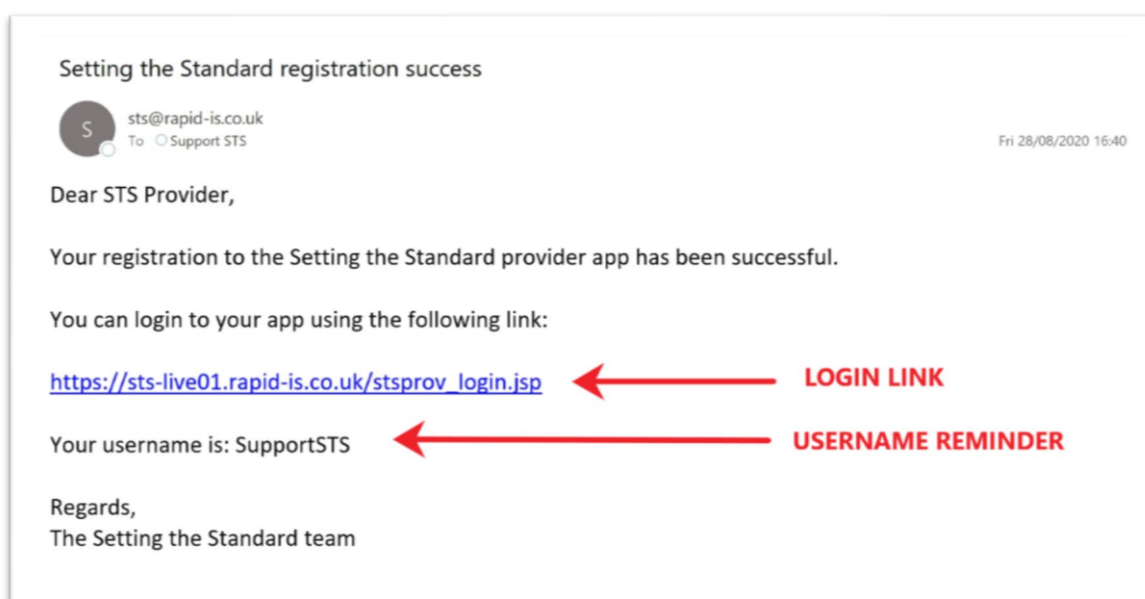 Setting the Standard registration success
S
sts@rapid-is.co.uk
To Support STS
Fri 28/08/2020 16:40
Dear STS Provider,
Your registration to the Setting the Standard provider app has been successful.
You can login to your app using the following link:
https://sts-live01.rapid-is.co.uk/stsprov_login.jsp
LOGIN LINK
Your username is: SupportSTS
USERNAME REMINDER
Regards,
The Setting the Standard team